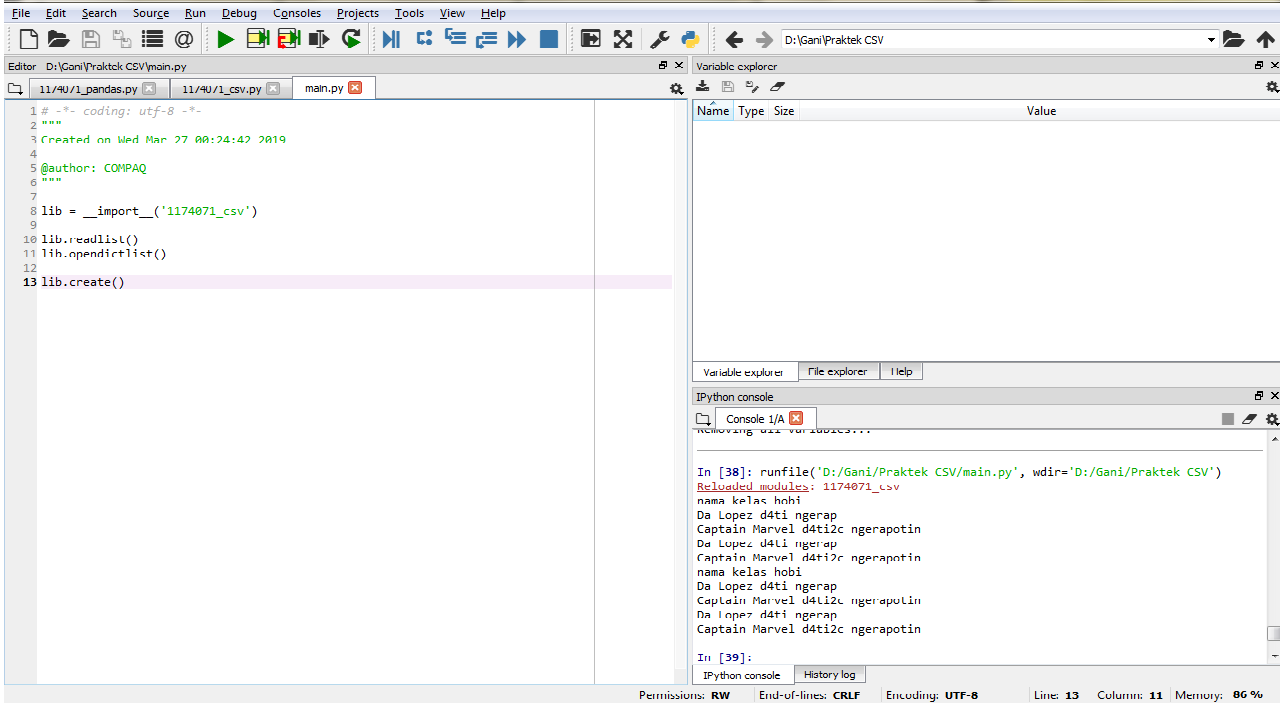 File Edit Search Source Run Debug Consoles Projects Tools View Help
D:\Gani\Praktek CSV
Editor D:\Gani\Praktek CSV\main.py
1174071_pandas.py 1174071_csv.py main.py
1 # -*- coding: utf-8 -*-
2 """
3 Created on Wed Mar 27 00:24:42 2019
4
5 @author: COMPAQ
6 """
7
8 lib = __import__('1174071_csv')
9
10 lib.readlist()
11 lib.opendictlist()
12
13 lib.create()
Variable explorer
Name Type Size Value
Variable explorer File explorer Help
IPython console
Console 1/A
Removing all variables...
In [38]: runfile('D:/Gani/Praktek CSV/main.py', wdir='D:/Gani/Praktek CSV')
Reloaded modules: 1174071_csv
nama kelas hobi
Da Lopez d4ti ngerap
Captain Marvel d4ti2c ngerapotin
Da Lopez d4ti ngerap
Captain Marvel d4ti2c ngerapotin
nama kelas hobi
Da Lopez d4ti ngerap
Captain Marvel d4ti2c ngerapotin
Da Lopez d4ti ngerap
Captain Marvel d4ti2c ngerapotin
In [39]:
IPython console History log
Permissions: RW End-of-lines: CRLF Encoding: UTF-8 Line: 13 Column: 11 Memory: 86 %